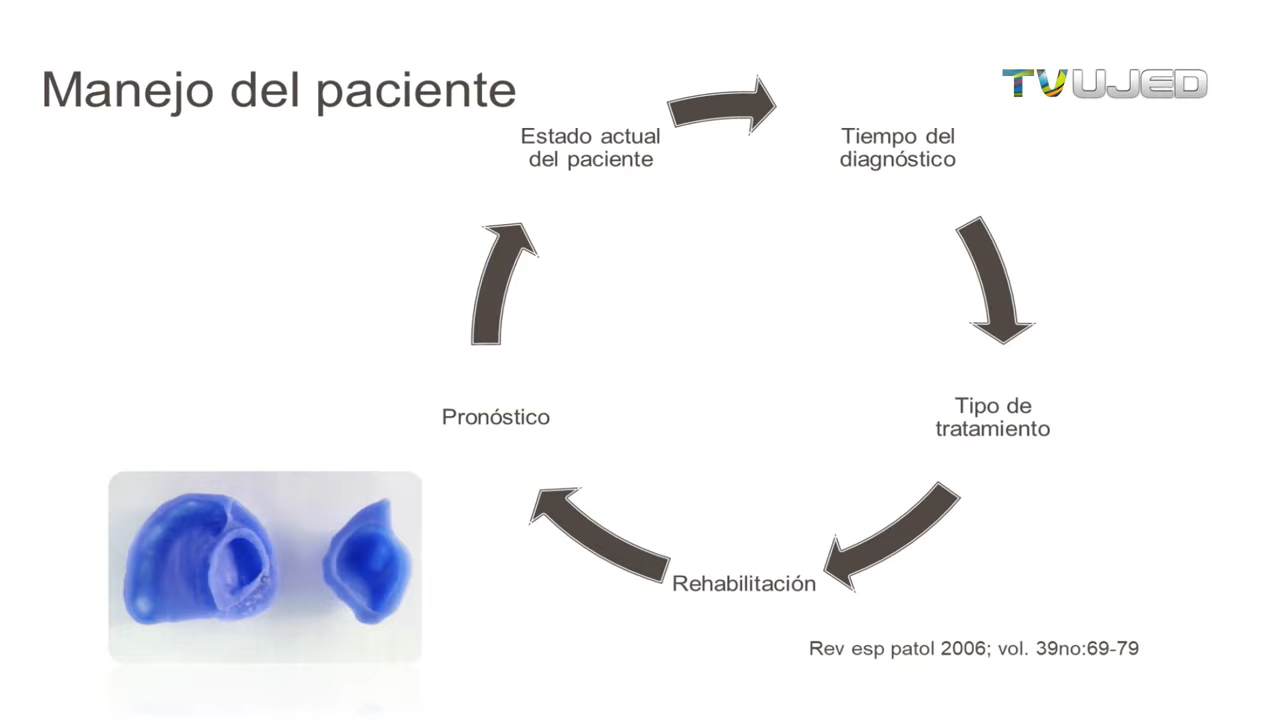 Manejo del paciente
TVUJED
Estado actual
del paciente
Tiempo del
diagnóstico
Tipo de
tratamiento
Rehabilitación
Pronóstico
Rev esp patol 2006; vol. 39no:69-79